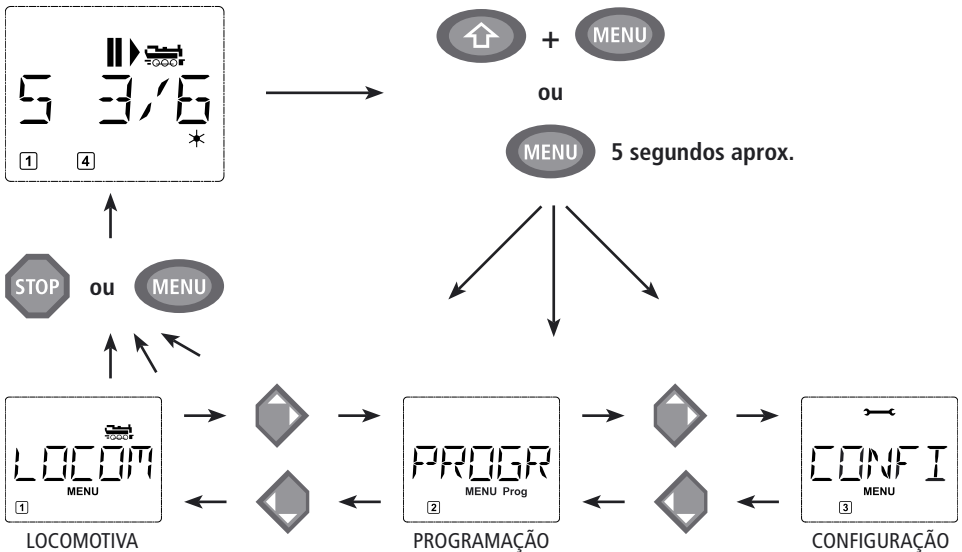 MENU
+
ou
S 3/6
1 4
MENU 5 segundos aprox.
STOP ou MENU
LOCOM
MENU
1
LOCOMOTIVA
PROGR
MENU Prog
2
PROGRAMAÇÃO
CONFI
MENU
3
CONFIGURAÇÃO